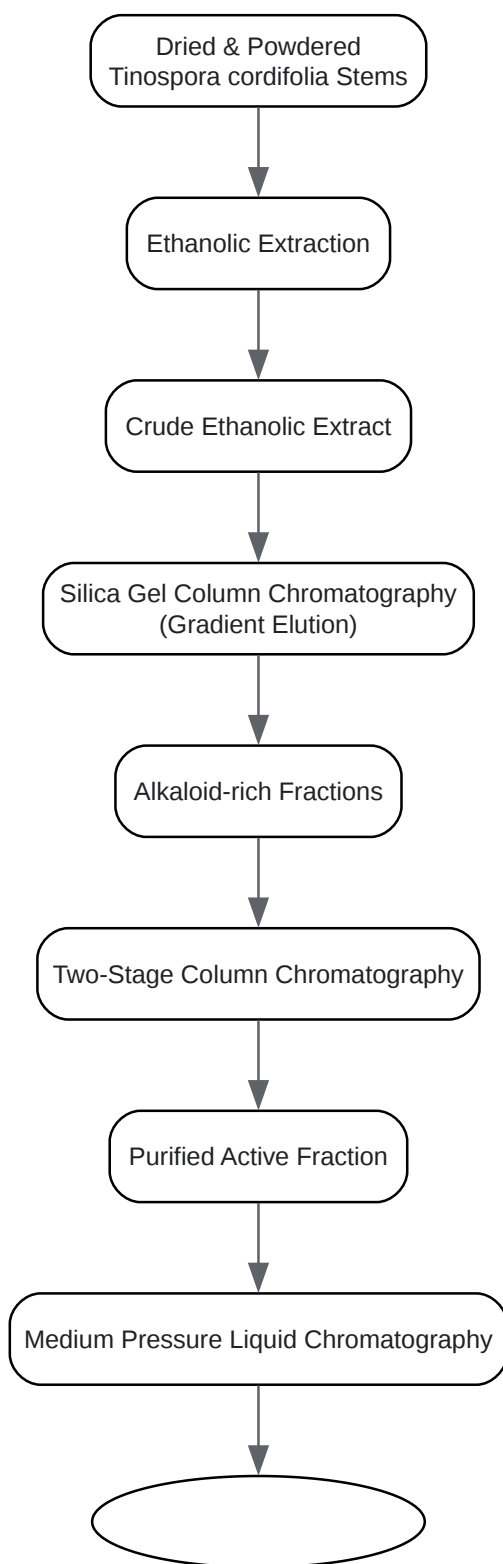 Dried & Powdered
Tinospora cordifolia Stems
Ethanolic Extraction
Crude Ethanolic Extract
Silica Gel Column Chromatography
(Gradient Elution)
Alkaloid-rich Fractions
Two-Stage Column Chromatography
Purified Active Fraction
Medium Pressure Liquid Chromatography